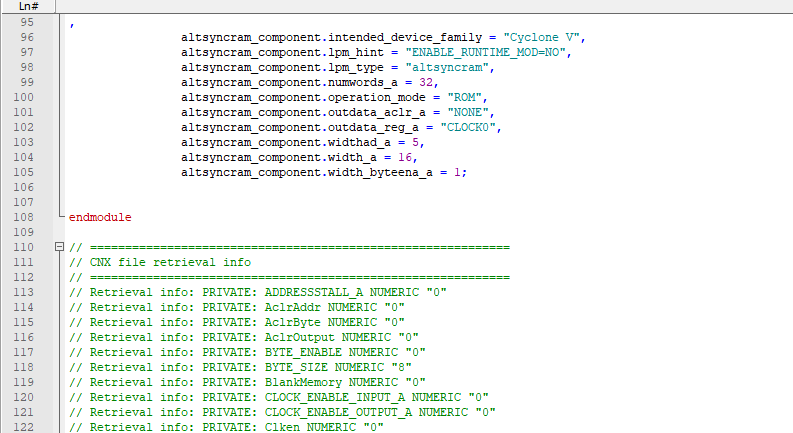 Ln#
95 ,
96 altsyncram_component.intended_device_family = "Cyclone V",
97 altsyncram_component.lpm_hint = "ENABLE_RUNTIME_MOD=NO",
98 altsyncram_component.lpm_type = "altsyncram",
99 altsyncram_component.numwords_a = 32,
100 altsyncram_component.operation_mode = "ROM",
101 altsyncram_component.outdata_aclr_a = "NONE",
102 altsyncram_component.outdata_reg_a = "CLOCK0",
103 altsyncram_component.widthad_a = 5,
104 altsyncram_component.width_a = 16,
105 altsyncram_component.width_byteena_a = 1;
106
107
108 endmodule
109
110 // ============================================================
111 // CNX file retrieval info
112 // ============================================================
113 // Retrieval info: PRIVATE: ADDRESSSTALL_A NUMERIC "0"
114 // Retrieval info: PRIVATE: AclrAddr NUMERIC "0"
115 // Retrieval info: PRIVATE: AclrByte NUMERIC "0"
116 // Retrieval info: PRIVATE: AclrOutput NUMERIC "0"
117 // Retrieval info: PRIVATE: BYTE_ENABLE NUMERIC "0"
118 // Retrieval info: PRIVATE: BYTE_SIZE NUMERIC "8"
119 // Retrieval info: PRIVATE: BlankMemory NUMERIC "0"
120 // Retrieval info: PRIVATE: CLOCK_ENABLE_INPUT_A NUMERIC "0"
121 // Retrieval info: PRIVATE: CLOCK_ENABLE_OUTPUT_A NUMERIC "0"
122 // Retrieval info: PRIVATE: Clken NUMERIC "0"